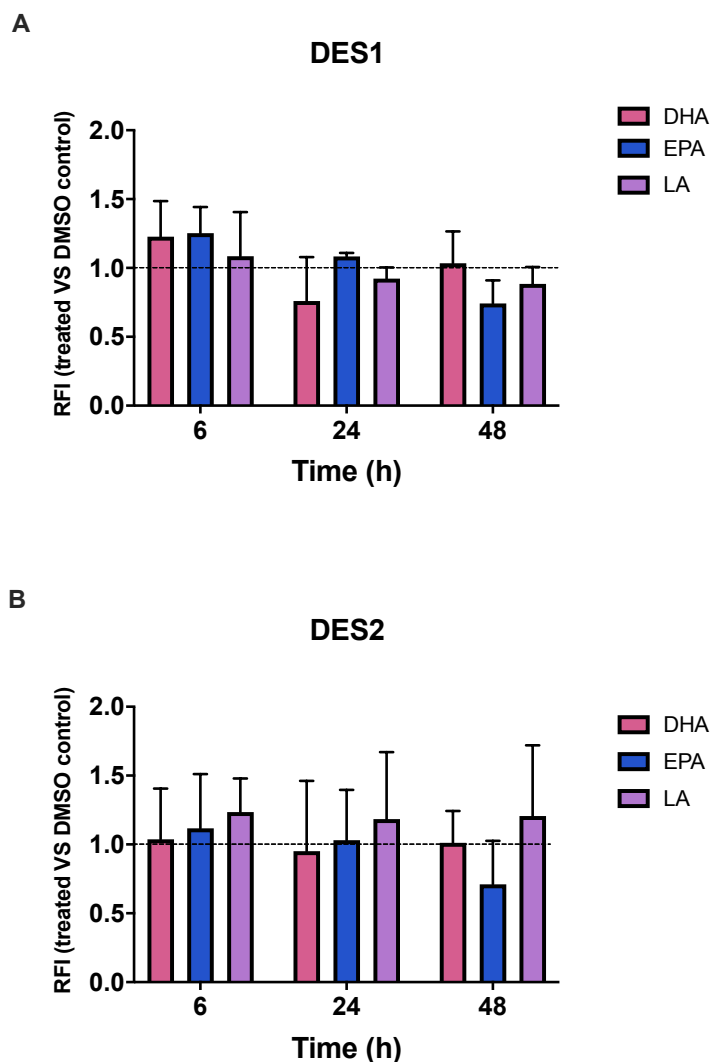 A
DES1
RFI (treated VS DMSO control)
2.0
1.5
1.0
0.5
0.0
6
24
48
Time (h)
DHA
EPA
LA
B
DES2
RFI (treated VS DMSO control)
2.0
1.5
1.0
0.5
0.0
6
24
48
Time (h)
DHA
EPA
LA